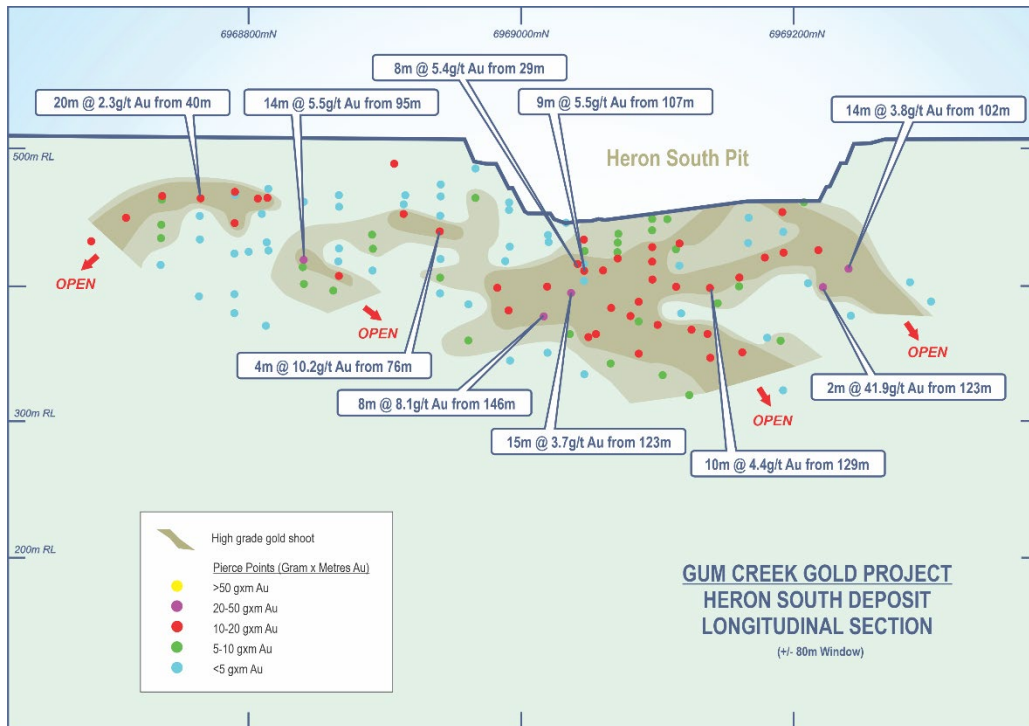 6968800mN
6969000mN
6969200mN
8m @ 5.4g/t Au from 29m
20m @ 2.3g/t Au from 40m
14m @ 5.5g/t Au from 95m
9m @ 5.5g/t Au from 107m
14m @ 3.8g/t Au from 102m
500m RL
Heron South Pit
OPEN
OPEN
OPEN
OPEN
4m @ 10.2g/t Au from 76m
8m @ 8.1g/t Au from 146m
2m @ 41.9g/t Au from 123m
300m RL
15m @ 3.7g/t Au from 123m
10m @ 4.4g/t Au from 129m
200m RL
High grade gold shoot
Pierce Points (Gram x Metres Au)
>50 gxm Au
20-50 gxm Au
10-20 gxm Au
5-10 gxm Au
<5 gxm Au
GUM CREEK GOLD PROJECT
HERON SOUTH DEPOSIT
LONGITUDINAL SECTION
(+/- 80m Window)